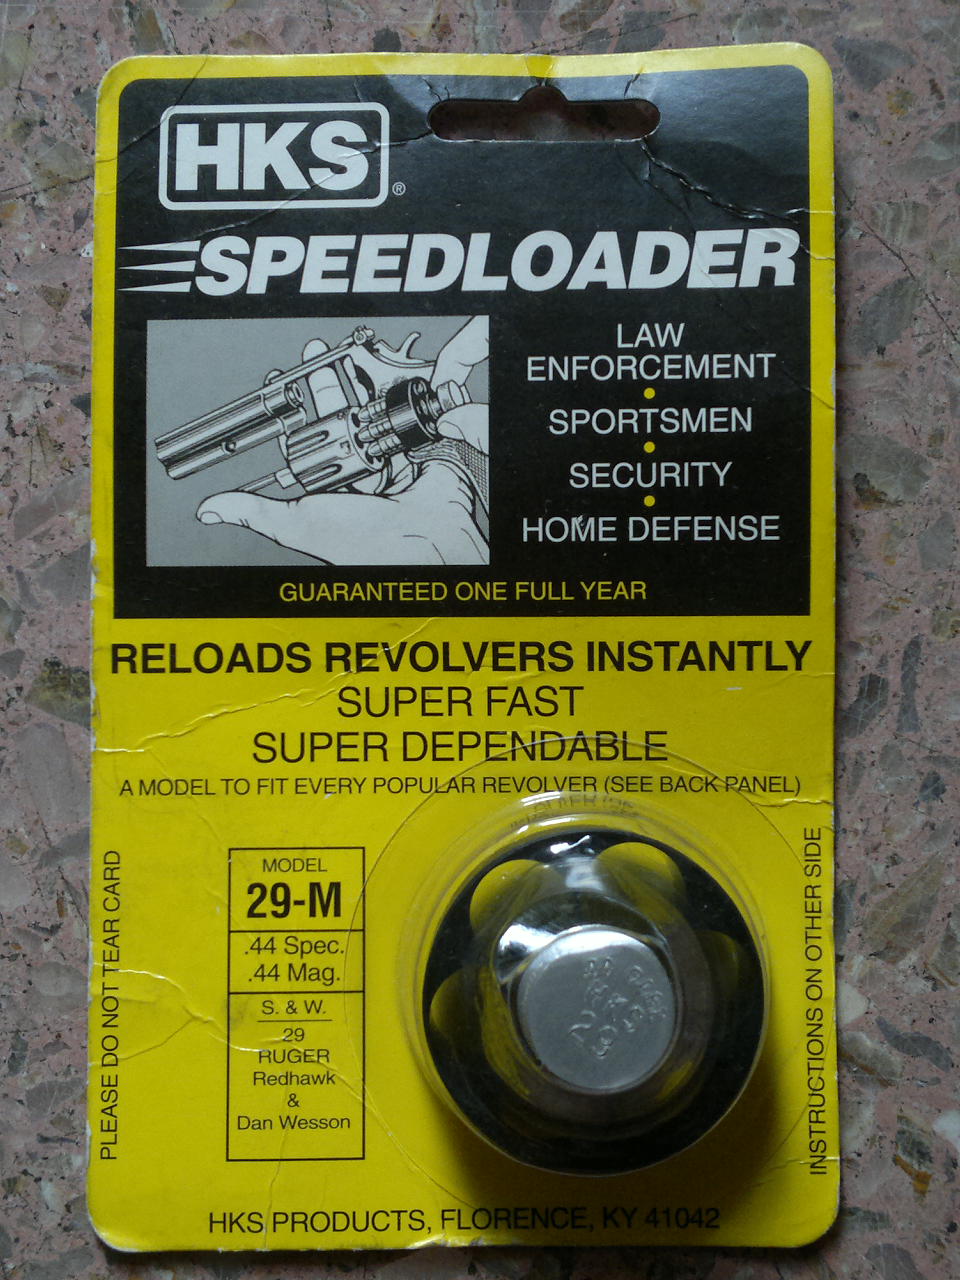 HKS®
SPEEDLOADER
LAW
ENFORCEMENT
•
SPORTSMEN
•
SECURITY
•
HOME DEFENSE
GUARANTEED ONE FULL YEAR
RELOADS REVOLVERS INSTANTLY
SUPER FAST
SUPER DEPENDABLE
A MODEL TO FIT EVERY POPULAR REVOLVER (SEE BACK PANEL)
PLEASE DO NOT TEAR CARD
MODEL
29-M
.44 Spec.
.44 Mag.
S. & W.
29
RUGER
Redhawk
&
Dan Wesson
INSTRUCTIONS ON OTHER SIDE
HKS PRODUCTS, FLORENCE, KY 41042